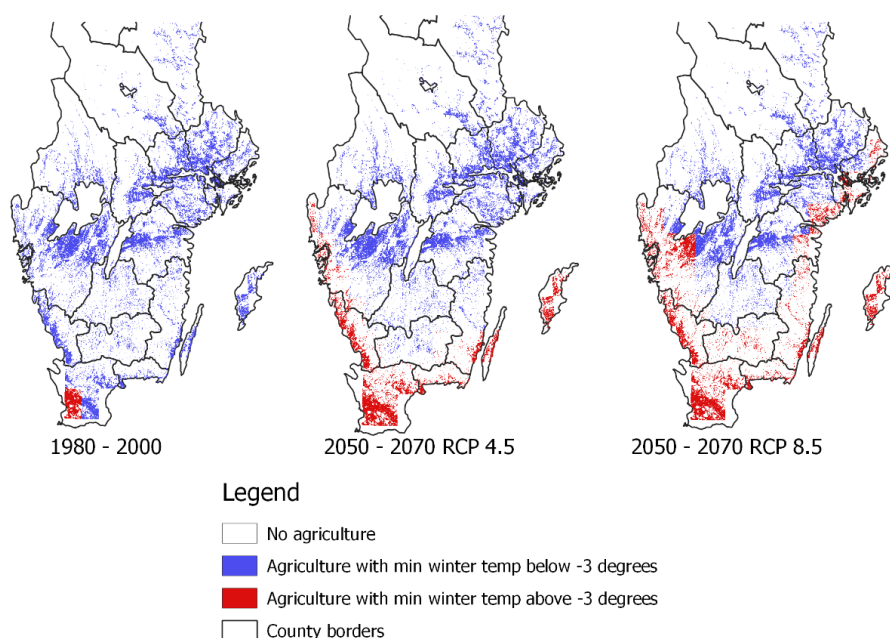 1980 - 2000
2050 - 2070 RCP 4.5
2050 - 2070 RCP 8.5
Legend
No agriculture
Agriculture with min winter temp below -3 degrees
Agriculture with min winter temp above -3 degrees
County borders